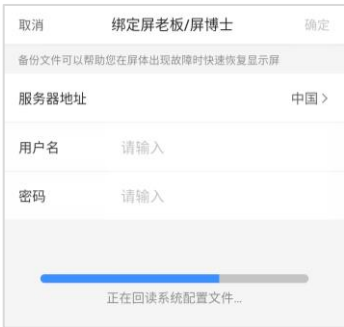 取消 绑定屏老板/屏博士 确定
备份文件可以帮助您在屏体出现故障时快速恢复显示屏
服务器地址 中国 >
用户名 请输入
密码 请输入
正在回读系统配置文件...